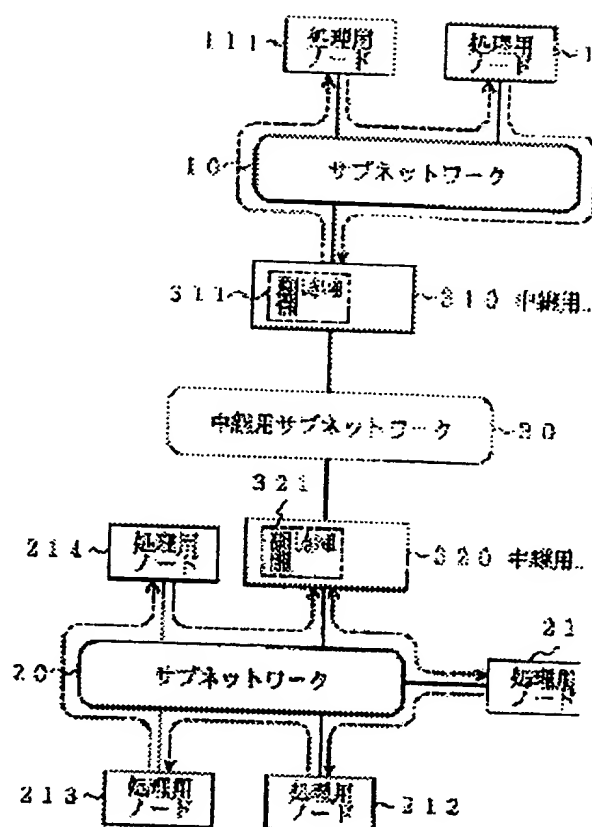 111
処理用
ノード
処理用
ノード
1
10
サブネットワーク
311
310 中継用..
中継用サブネットワーク
30
321
214
処理用
ノード
320 中継用..
21
20
サブネットワーク
処理用
ノード
213
処理用
ノード
処理用
ノード
212